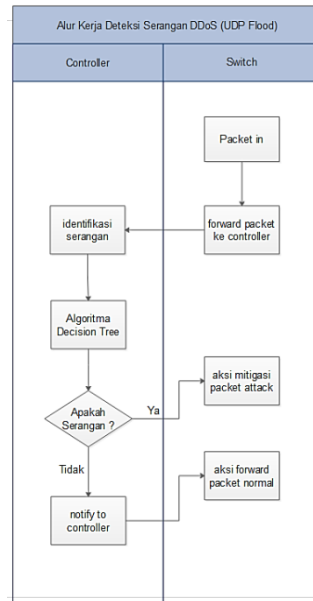 Alur Kerja Deteksi Serangan DDoS (UDP Flood)
Controller
Switch
Packet in
forward packet
ke controller
identifikasi
serangan
Algoritma
Decision Tree
Apakah
Serangan ?
Ya
aksi mitigasi
packet attack
Tidak
notify to
controller
aksi forward
packet normal